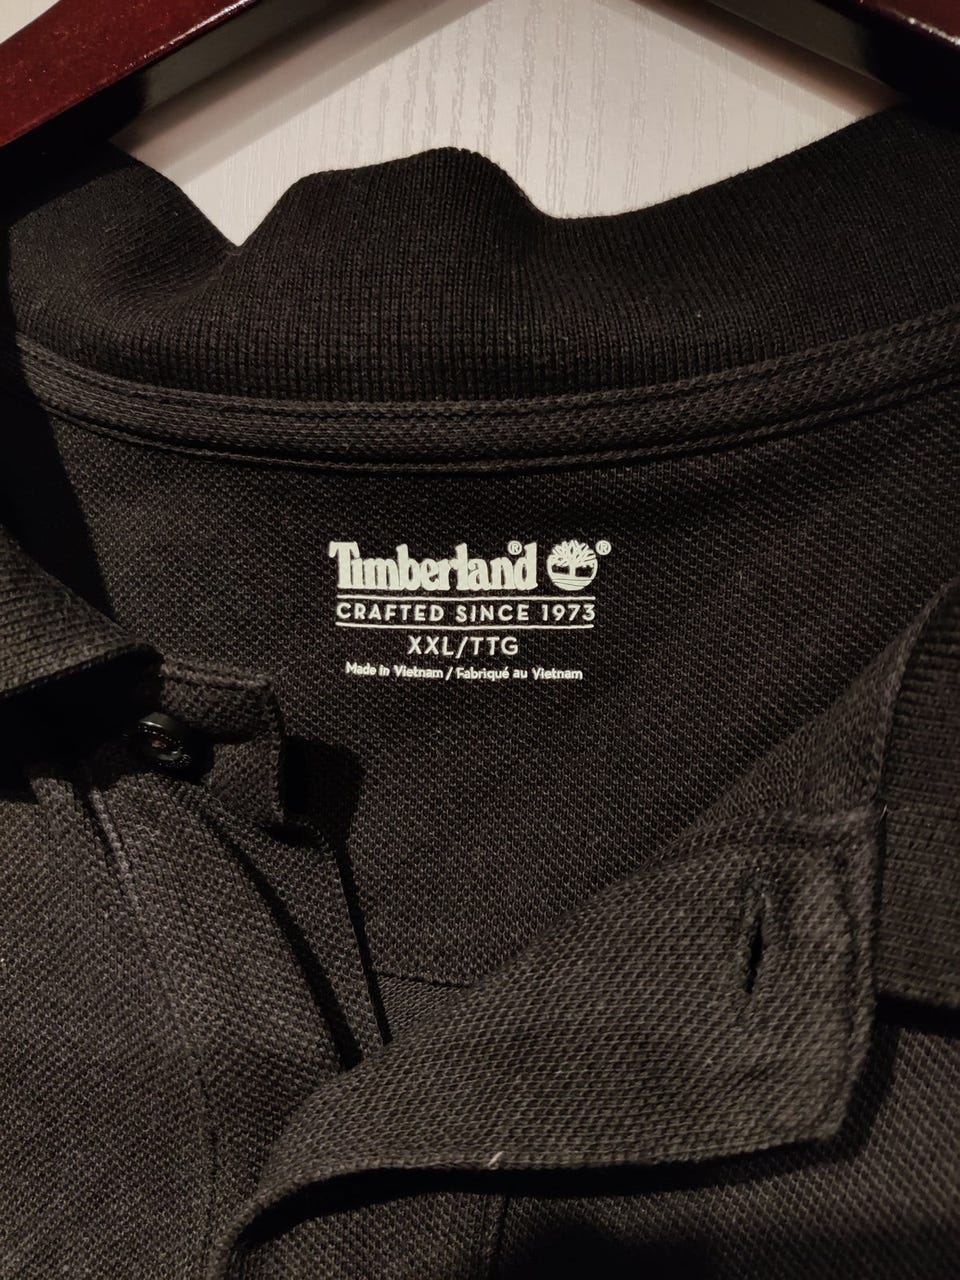 Timberland® ®
CRAFTED SINCE 1973
XXL/TTG
Made in Vietnam / Fabriqué au Vietnam